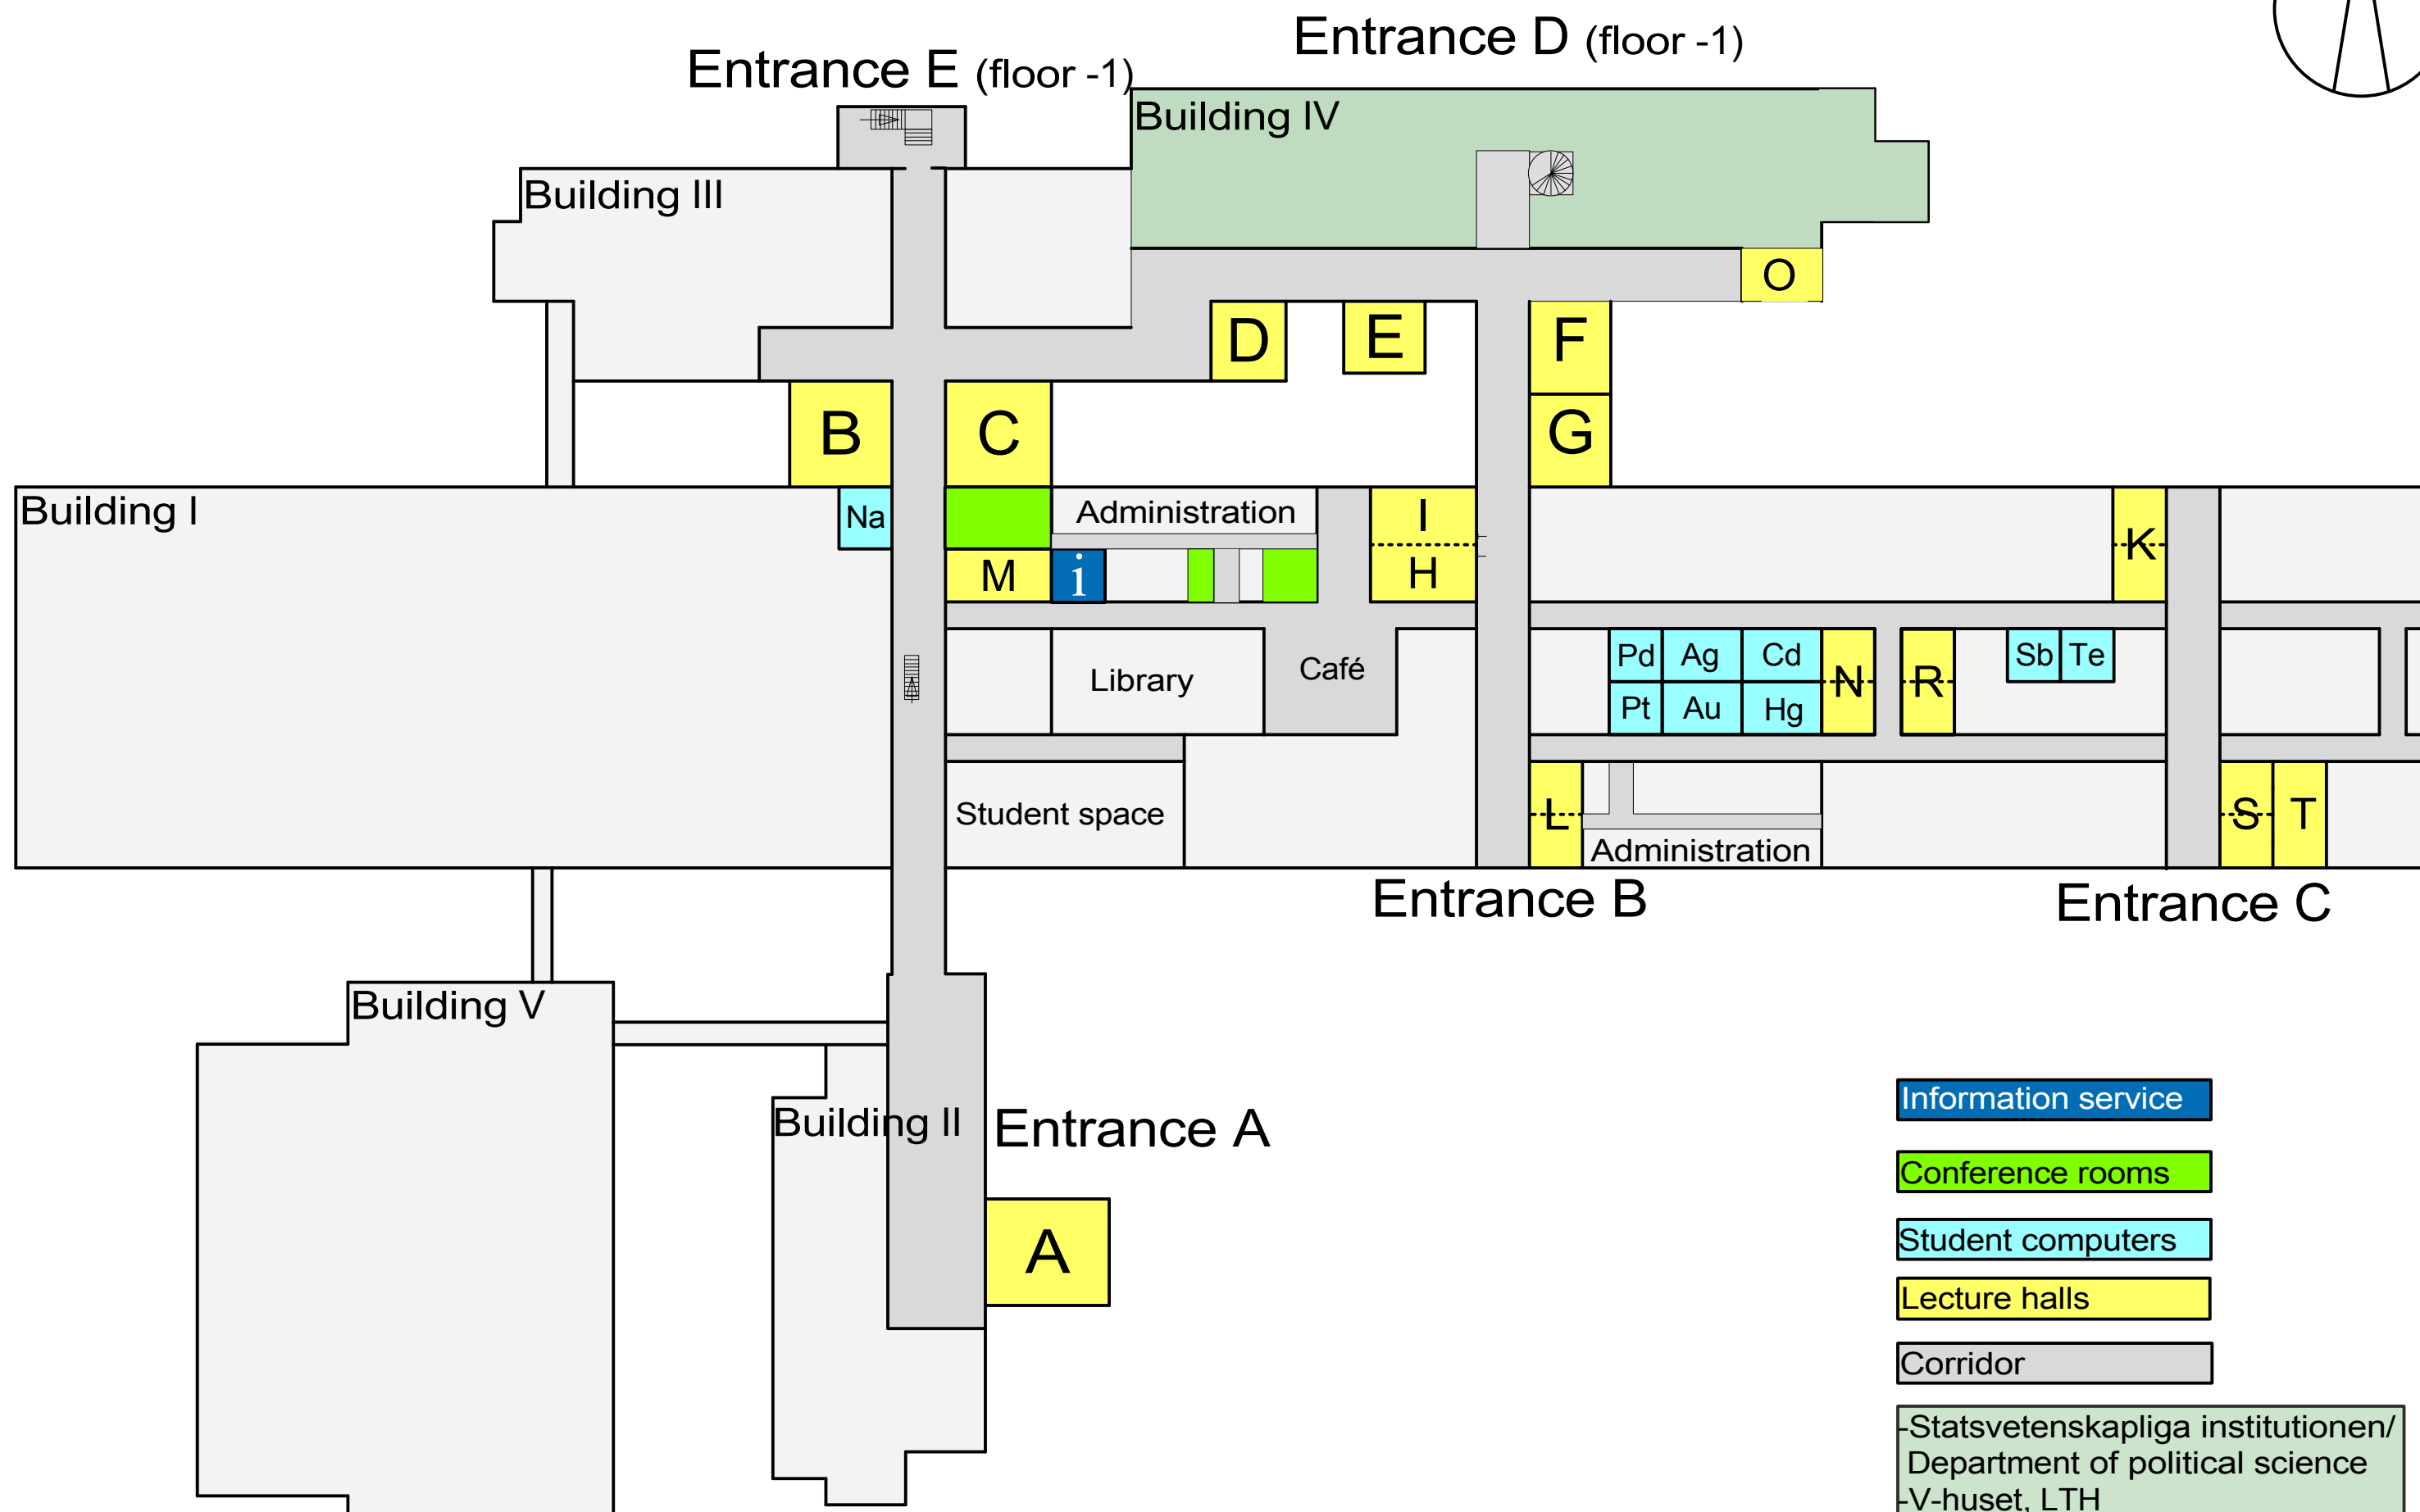 Entrance D (floor -1)
Entrance E (floor -1)
Building IV
Building III
O
D
E
F
B
C
G
Building I
Na
Administration
I
K
M
i
H
Library
Café
Pd
Ag
Cd
N
R
Sb
Te
Pt
Au
Hg
Student space
L
Administration
S
T
Entrance B
Entrance C
Building V
Building II
Entrance A
A
Information service
Conference rooms
Student computers
Lecture halls
Corridor
-Statsvetenskapliga institutionen/
Department of political science
-V-huset, LTH